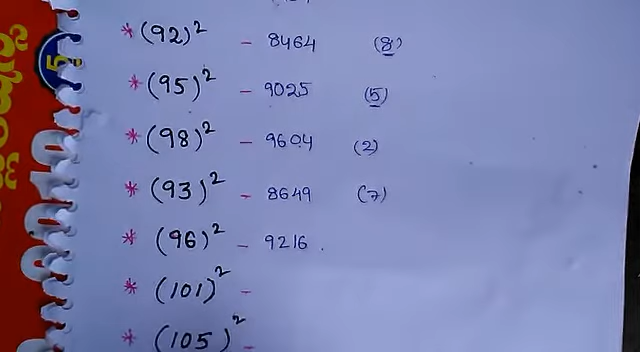 * (92)² - 8464 (8)
* (95)² - 9025 (5)
* (98)² - 9604 (2)
* (93)² - 8649 (7)
* (96)² - 9216.
* (101)² -
* (105)² -